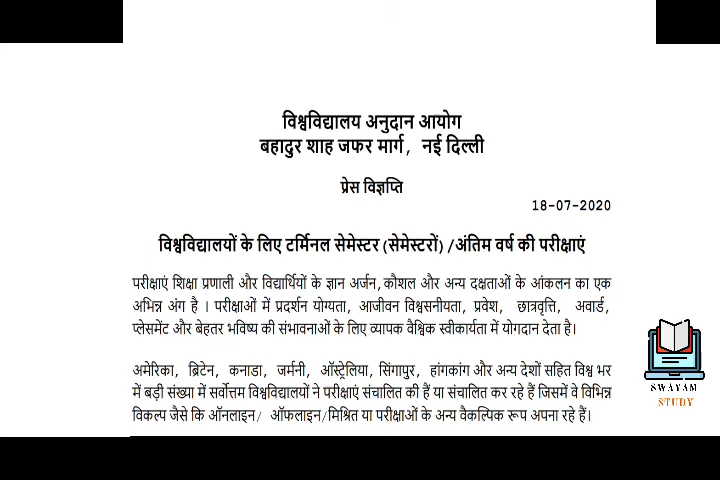 विश्वविद्यालय अनुदान आयोग
बहादुर शाह जफर मार्ग, नई दिल्ली
प्रेस विज्ञप्ति
18-07-2020
विश्वविद्यालयों के लिए टर्मिनल सेमेस्टर (सेमेस्टरों) /अंतिम वर्ष की परीक्षाएं
परीक्षाएं शिक्षा प्रणाली और विद्यार्थियों के ज्ञान अर्जन,कौशल और अन्य दक्षताओं के आंकलन का एक
अभिन्न अंग है । परीक्षाओं में प्रदर्शन योग्यता, आजीवन विश्वसनीयता, प्रवेश, छात्रवृत्ति, अवार्ड,
प्लेसमेंट और बेहतर भविष्य की संभावनाओं के लिए व्यापक वैश्विक स्वीकार्यता में योगदान देता है।
अमेरिका, ब्रिटेन, कनाडा, जर्मनी, ऑस्ट्रेलिया, सिंगापुर, हांगकांग और अन्य देशों सहित विश्व भर
में बड़ी संख्या में सर्वोत्तम विश्वविद्यालयों ने परीक्षाएं संचालित की हैं या संचालित कर रहे हैं जिसमें वे विभिन्न
विकल्प जैसे कि ऑनलाइन/ ऑफलाइन/मिश्रित या परीक्षाओं के अन्य वैकल्पिक रूप अपना रहे हैं।
SWAYAM
STUDY